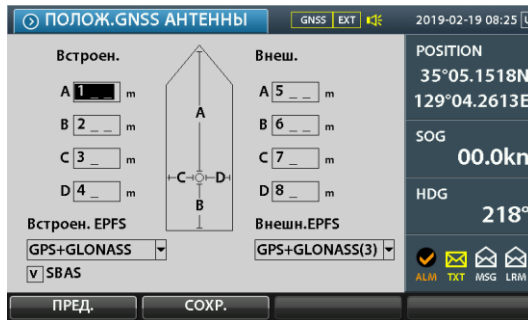 ПОЛОЖ.GNSS АНТЕННЫ
GNSS EXT
2019-02-19 08:25
Встроен.
A 1 _ _ m
B 2 _ _ m
C 3 _ m
D 4 _ m
Встроен. EPFS
GPS+GLONASS
v SBAS
A
C
D
B
Внеш.
A 5 _ _ m
B 6 _ _ m
C 7 _ m
D 8 _ m
Внешн.EPFS
GPS+GLONASS(3)
POSITION
35°05.1518N
129°04.2613E
SOG
00.0kn
HDG
218°
ALM TXT MSG LRM
ПРЕД. СОХР.